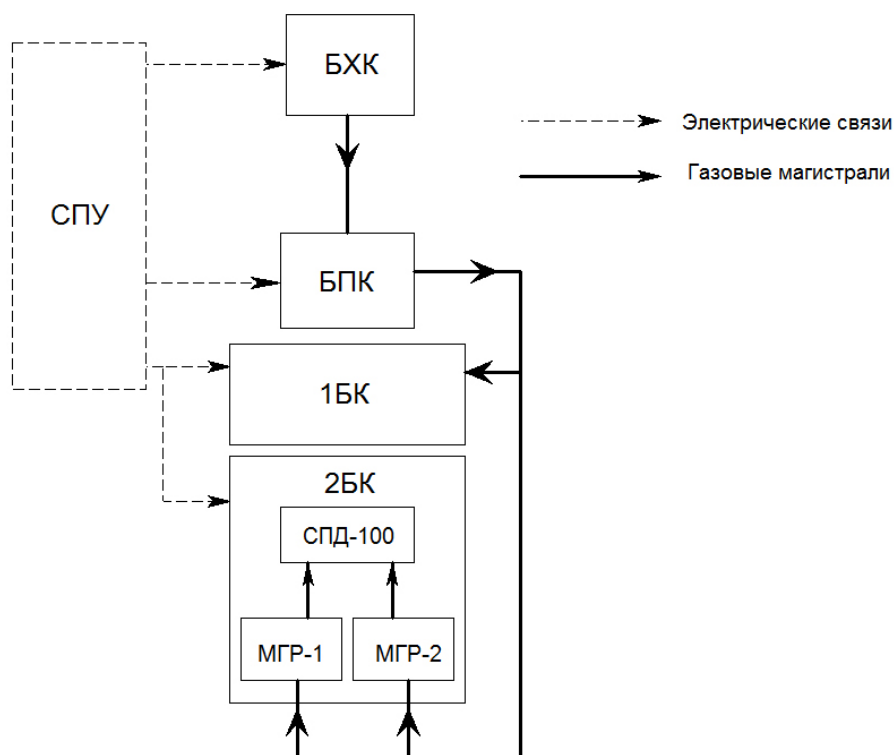 БХК
Электрические связи
Газовые магистрали
СПУ
БПК
1БК
2БК
СПД-100
МГР-1
МГР-2